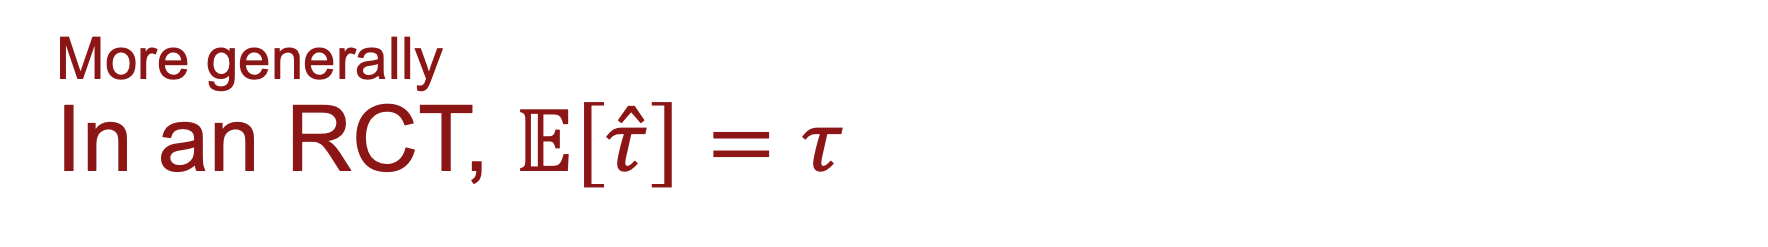 More generally
In an RCT, 𝔼[τ̂] = τ